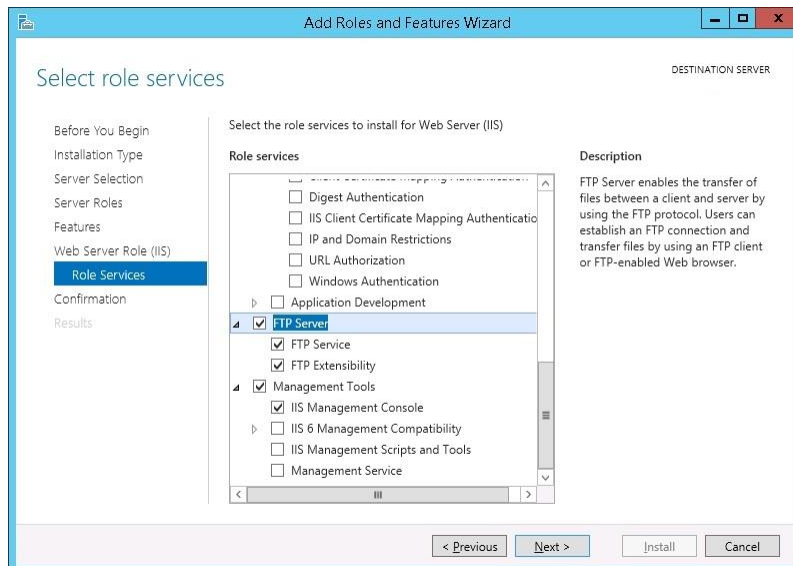 Add Roles and Features Wizard
Select role services
DESTINATION SERVER
Before You Begin
Installation Type
Server Selection
Server Roles
Features
Web Server Role (IIS)
Role Services
Confirmation
Results
Select the role services to install for Web Server (IIS)
Role services
Digest Authentication
IIS Client Certificate Mapping Authenticatio
IP and Domain Restrictions
URL Authorization
Windows Authentication
Application Development
FTP Server
FTP Service
FTP Extensibility
Management Tools
IIS Management Console
IIS 6 Management Compatibility
IIS Management Scripts and Tools
Management Service
Description
FTP Server enables the transfer of
files between a client and server by
using the FTP protocol. Users can
establish an FTP connection and
transfer files by using an FTP client
or FTP-enabled Web browser.
< Previous
Next >
Install
Cancel